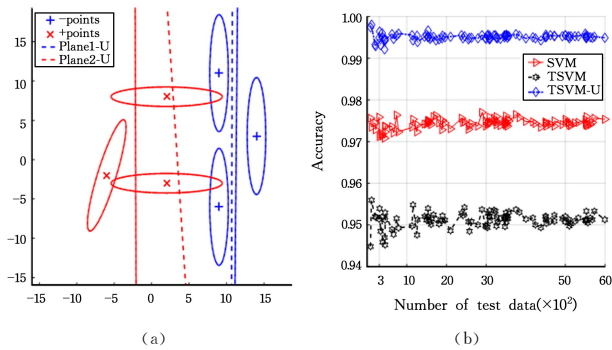 −points
+points
Plane1-U
Plane2-U
15
10
5
0
−5
−10
−15
−15 −10 −5 0 5 10 15
(a)
1.00
0.99
0.98
0.97
0.96
0.95
0.94
Accuracy
SVM
TSVM
TSVM-U
3 10 20 30 50 60
Number of test data(×10²)
(b)